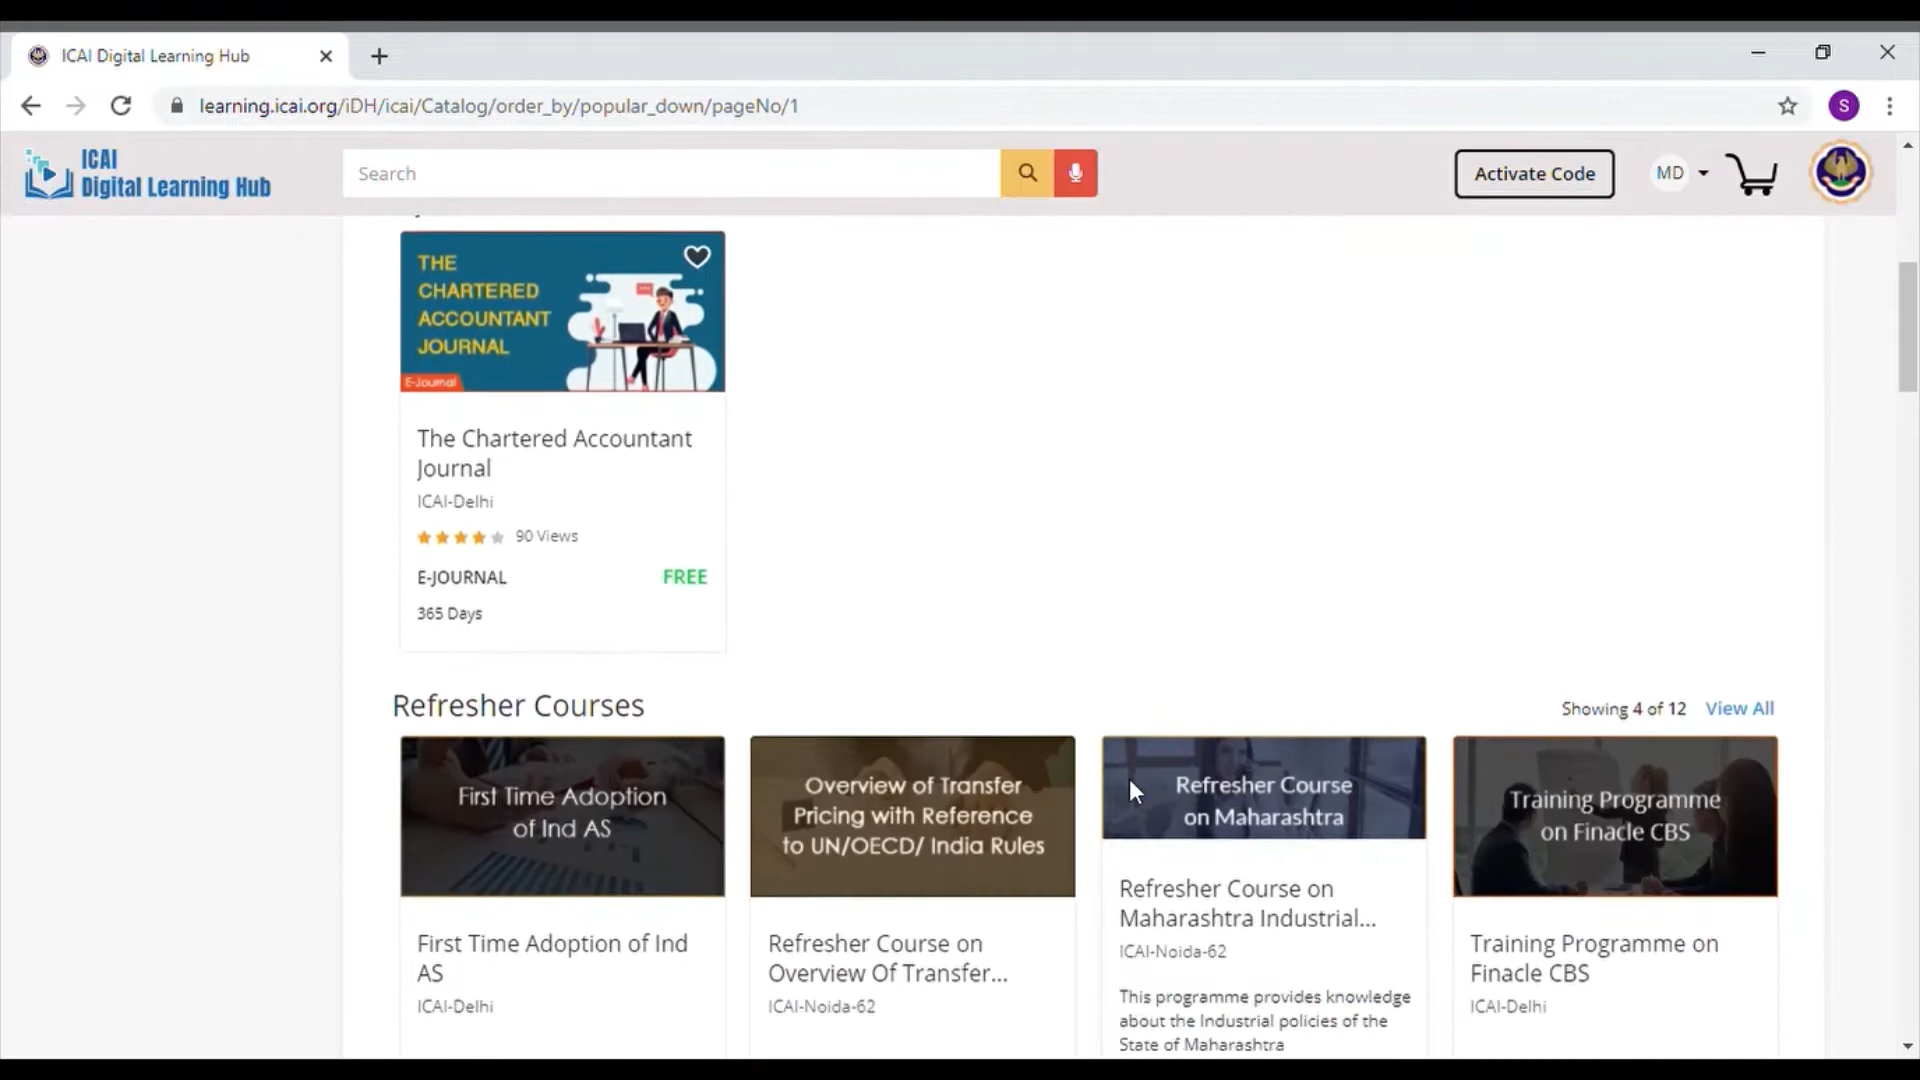 ICAI Digital Learning Hub
learning.icai.org/iDH/icai/Catalog/order_by/popular_down/pageNo/1
S
ICAI
Digital Learning Hub
Search
Activate Code
MD
THE
CHARTERED
ACCOUNTANT
JOURNAL
E-Journal
The Chartered Accountant
Journal
ICAI-Delhi
90 Views
E-JOURNAL
FREE
365 Days
Refresher Courses
Showing 4 of 12
View All
First Time Adoption
of Ind AS
First Time Adoption of Ind
AS
ICAI-Delhi
Overview of Transfer
Pricing with Reference
to UN/OECD/ India Rules
Refresher Course on
Overview Of Transfer...
ICAI-Noida-62
Refresher Course
on Maharashtra
Refresher Course on
Maharashtra Industrial...
ICAI-Noida-62
This programme provides knowledge
about the Industrial policies of the
State of Maharashtra
Training Programme
on Finacle CBS
Training Programme on
Finacle CBS
ICAI-Delhi